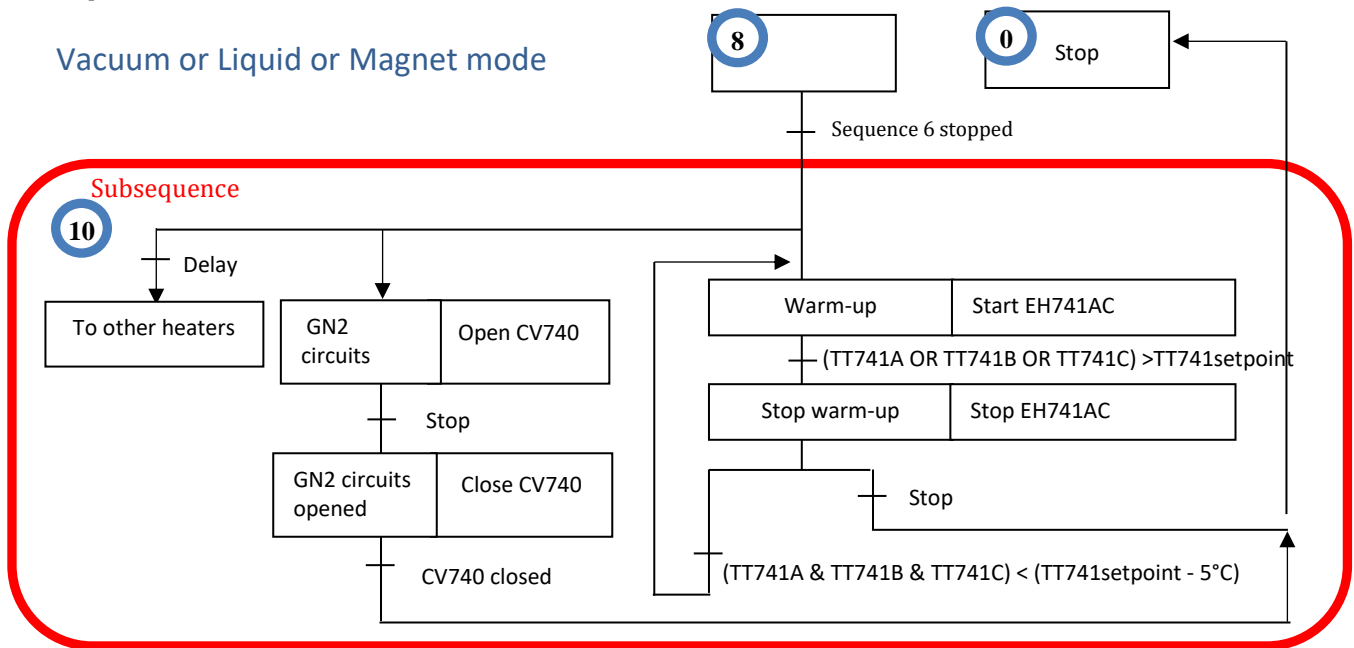 8
0
Stop
Vacuum or Liquid or Magnet mode
Sequence 6 stopped
Subsequence
10
Delay
To other heaters
GN2
circuits
Open CV740
Warm-up
Start EH741AC
(TT741A OR TT741B OR TT741C) >TT741setpoint
Stop
Stop warm-up
Stop EH741AC
GN2 circuits
opened
Close CV740
Stop
CV740 closed
(TT741A & TT741B & TT741C) < (TT741setpoint - 5°C)